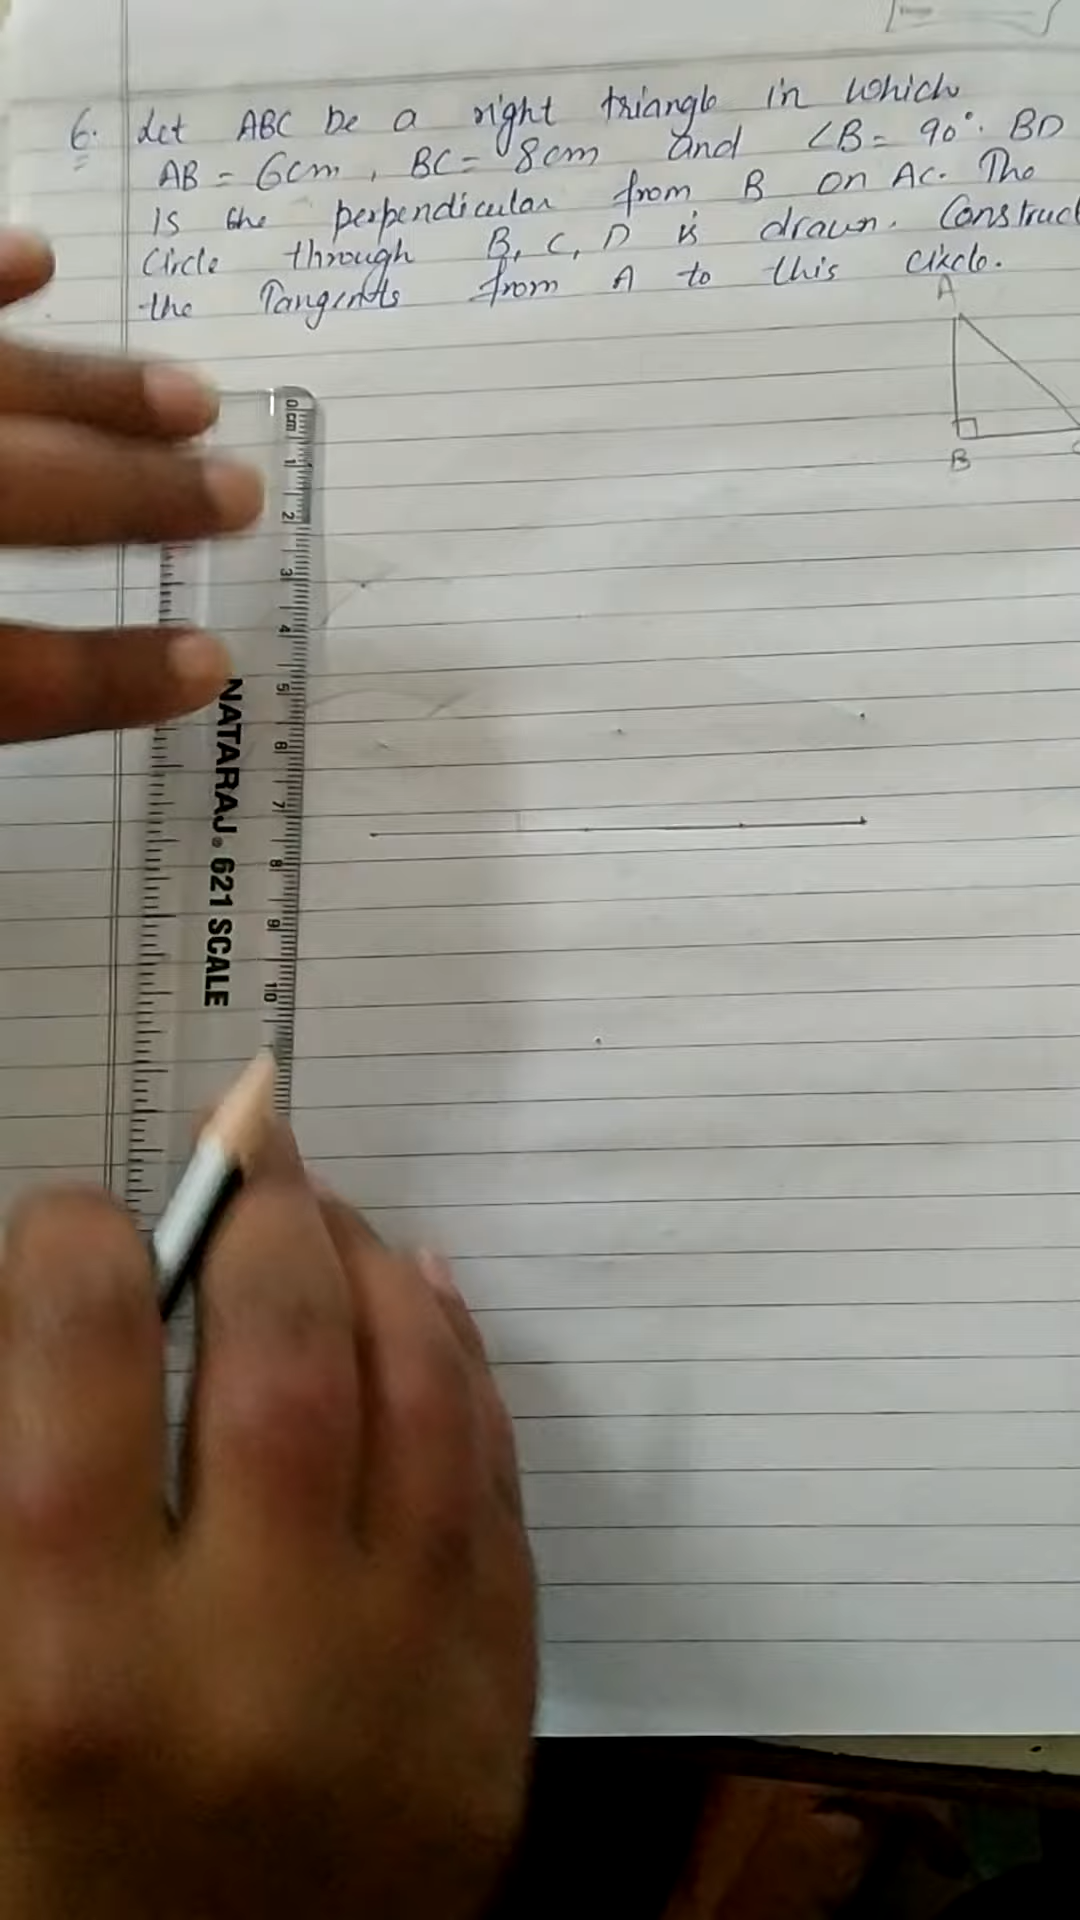 6. Let ABC be a right triangle in which
AB = 6cm, BC = 8cm and ∠B = 90°. BD
is the perpendicular from B on AC. The
Circle through B, C, D is drawn. Construct
the Tangents from A to this circle.
A
B
C
0 cm 1 2 3 4 5 6 7 8 9 10
NATARAJ 621 SCALE